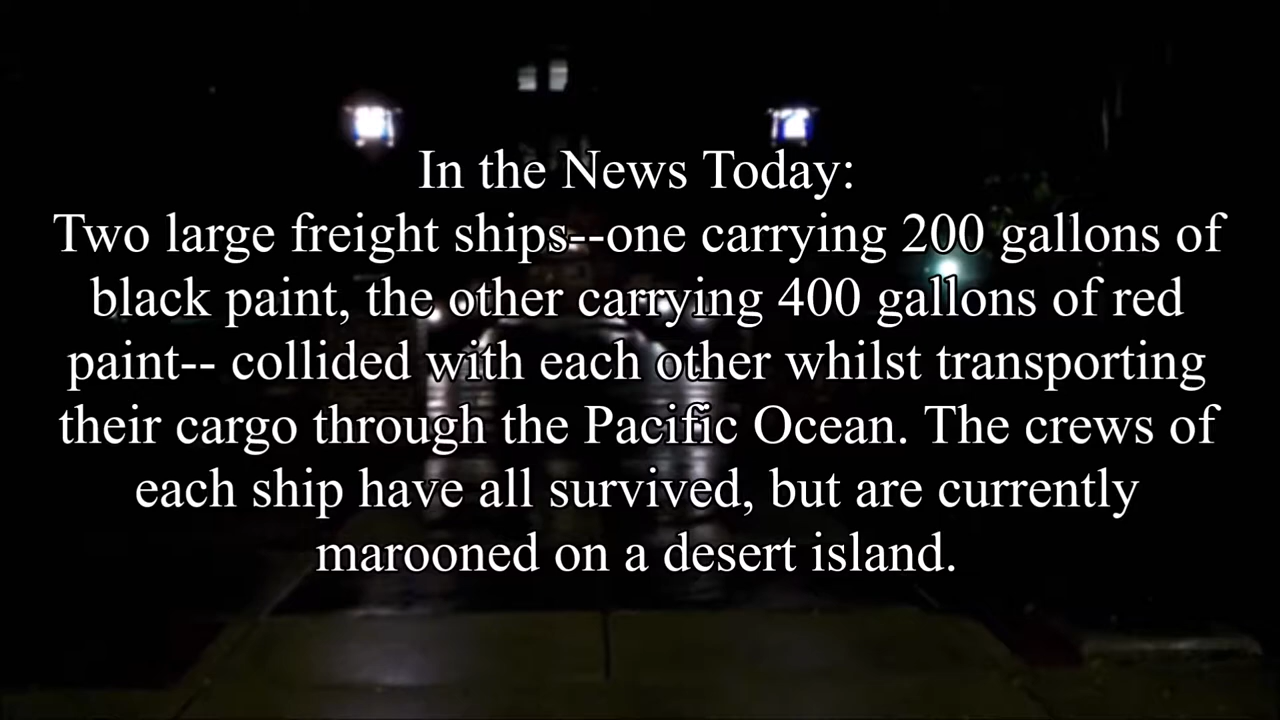 In the News Today:
Two large freight ships--one carrying 200 gallons of
black paint, the other carrying 400 gallons of red
paint-- collided with each other whilst transporting
their cargo through the Pacific Ocean. The crews of
each ship have all survived, but are currently
marooned on a desert island.